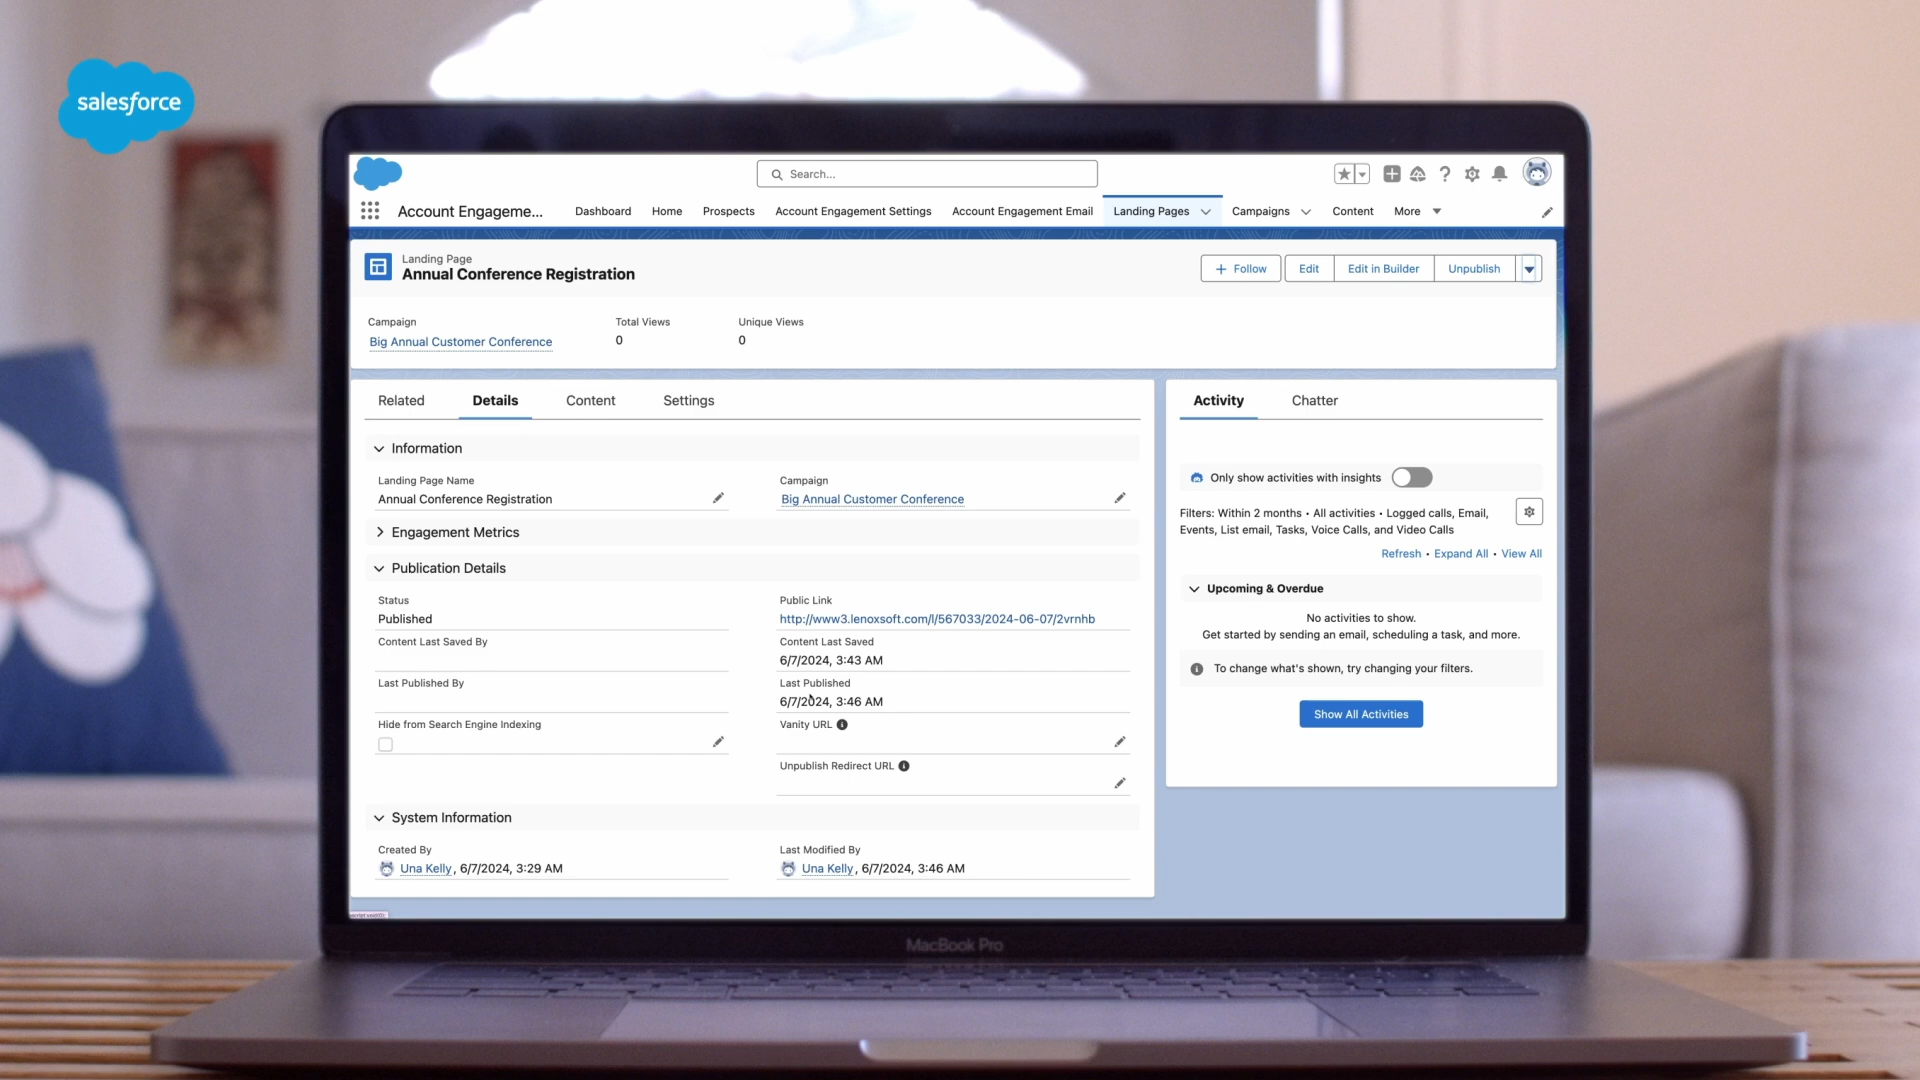 salesforce
Search...
Account Engageme...
Dashboard
Home
Prospects
Account Engagement Settings
Account Engagement Email
Landing Pages
Campaigns
Content
More
Landing Page
Annual Conference Registration
Follow
Edit
Edit in Builder
Unpublish
Campaign
Total Views
Unique Views
Big Annual Customer Conference
0
0
Related
Details
Content
Settings
Information
Landing Page Name
Campaign
Annual Conference Registration
Big Annual Customer Conference
Engagement Metrics
Publication Details
Status
Public Link
Published
http://www3.lenoxsoft.com/l/567033/2024-06-07/2vrnhb
Content Last Saved By
Content Last Saved
6/7/2024, 3:43 AM
Last Published By
Last Published
6/7/2024, 3:46 AM
Hide from Search Engine Indexing
Vanity URL
Unpublish Redirect URL
System Information
Created By
Last Modified By
Una Kelly, 6/7/2024, 3:29 AM
Una Kelly, 6/7/2024, 3:46 AM
Activity
Chatter
Only show activities with insights
Filters: Within 2 months • All activities • Logged calls, Email,
Events, List email, Tasks, Voice Calls, and Video Calls
Refresh • Expand All • View All
Upcoming & Overdue
No activities to show.
Get started by sending an email, scheduling a task, and more.
To change what's shown, try changing your filters.
Show All Activities
MacBook Pro